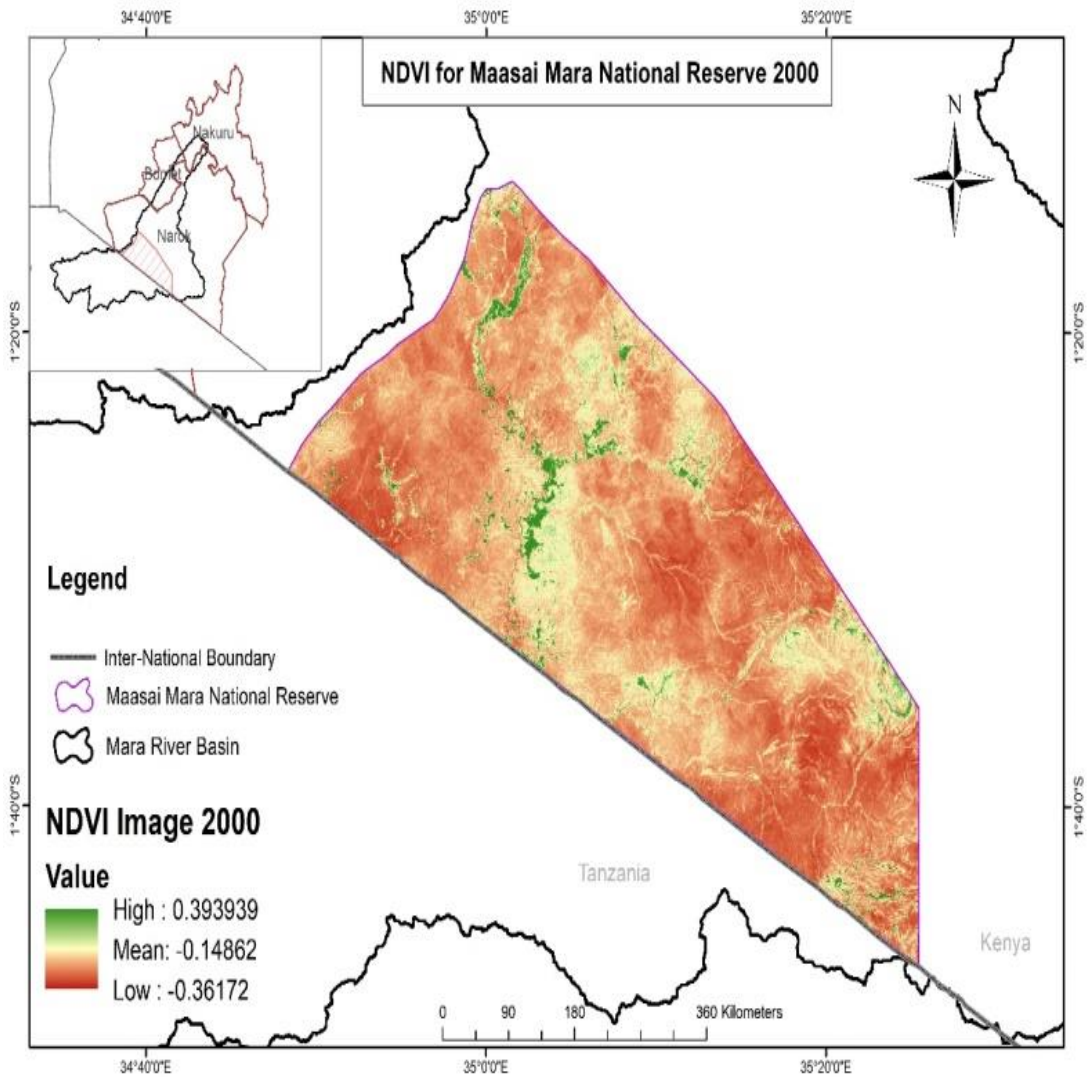 34°40'0"E 35°0'0"E 35°20'0"E
NDVI for Maasai Mara National Reserve 2000
N
Nakuru
Bomet
Narok
1°20'0"S 1°20'0"S
Legend
Inter-National Boundary
Maasai Mara National Reserve
Mara River Basin
1°40'0"S 1°40'0"S
NDVI Image 2000
Value
High : 0.393939
Mean: -0.14862
Low : -0.36172
Tanzania
Kenya
0 90 180 360 Kilometers
34°40'0"E 35°0'0"E 35°20'0"E